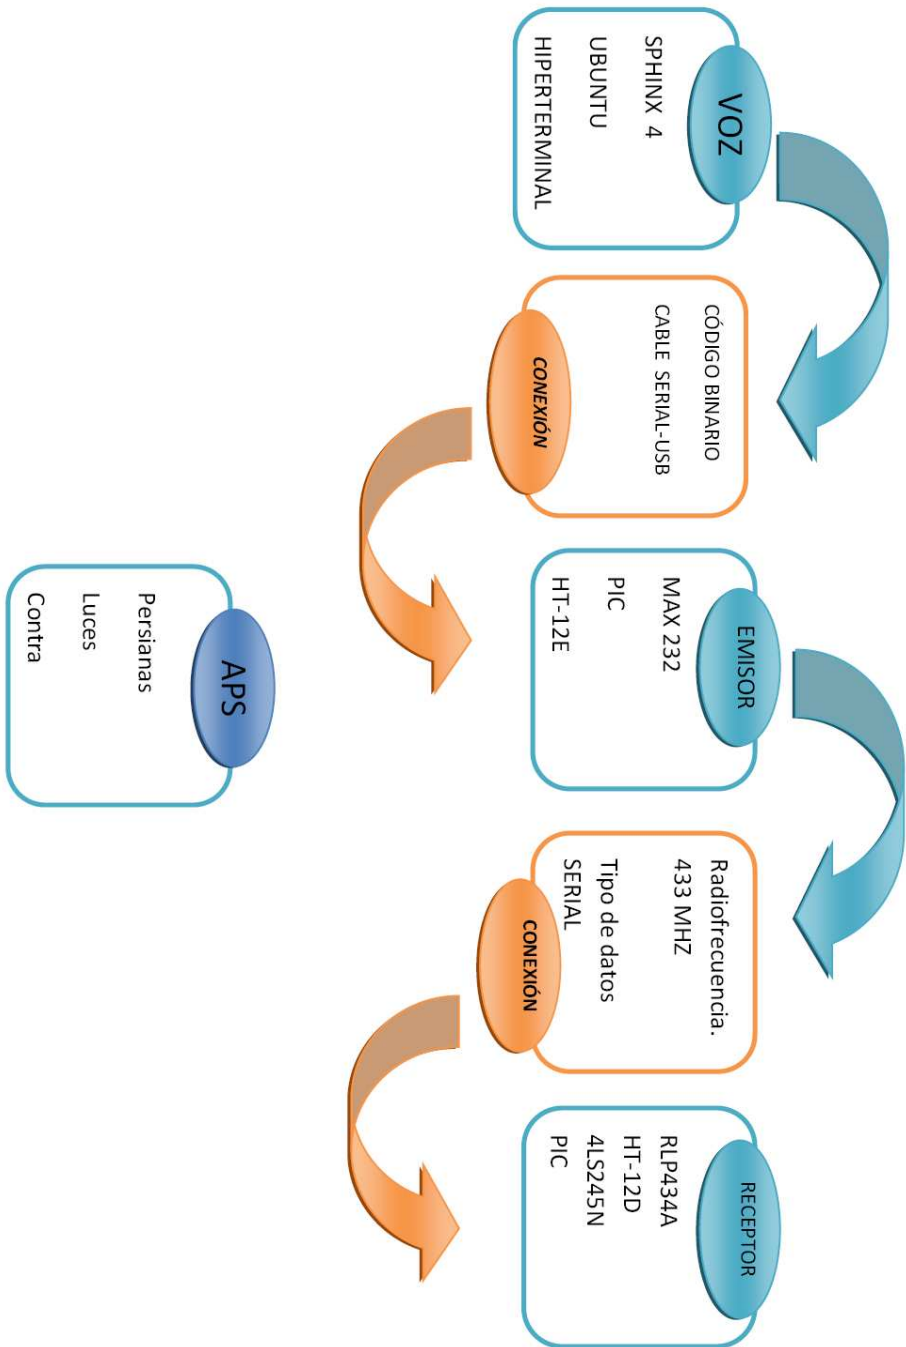 VOZ
SPHINX 4
UBUNTU
HIPERTERMINAL
CÓDIGO BINARIO
CABLE SERIAL-USB
CONEXIÓN
EMISOR
MAX 232
PIC
HT-12E
Radiofrecuencia.
433 MHZ
Tipo de datos
SERIAL
CONEXIÓN
RECEPTOR
RLP434A
HT-12D
4LS245N
PIC
APS
Persianas
Luces
Contra